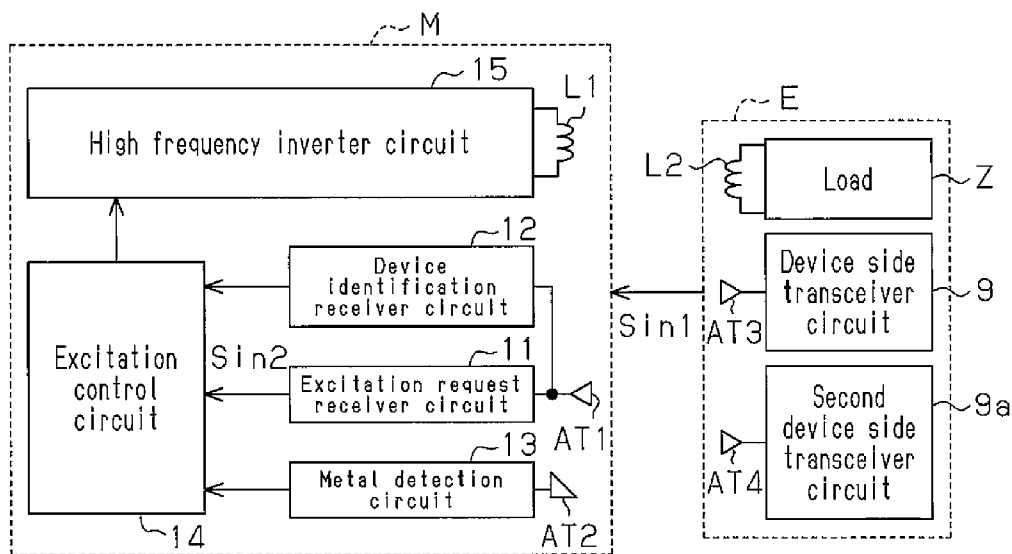 M
15
L1
High frequency inverter circuit
E
L2
Load
Z
12
Device
identification
receiver circuit
Device side
transceiver
circuit
9
AT3
Sin1
Excitation
control
circuit
Sin2
11
Excitation request
receiver circuit
AT1
Second
device side
transceiver
circuit
9a
AT4
13
Metal detection
circuit
AT2
14